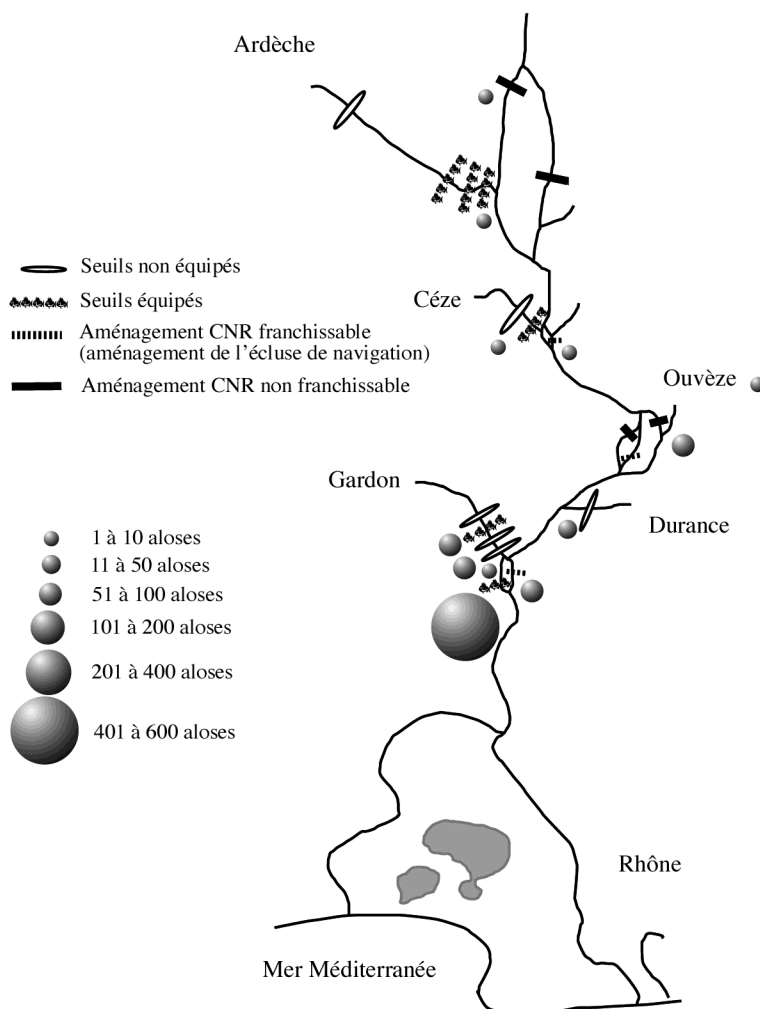 Ardèche
Seuils non équipés
Seuils équipés
Aménagement CNR franchissable
(aménagement de l'écluse de navigation)
Aménagement CNR non franchissable
Céze
Ouvèze
Gardon
Durance
1 à 10 aloses
11 à 50 aloses
51 à 100 aloses
101 à 200 aloses
201 à 400 aloses
401 à 600 aloses
Rhône
Mer Méditerranée